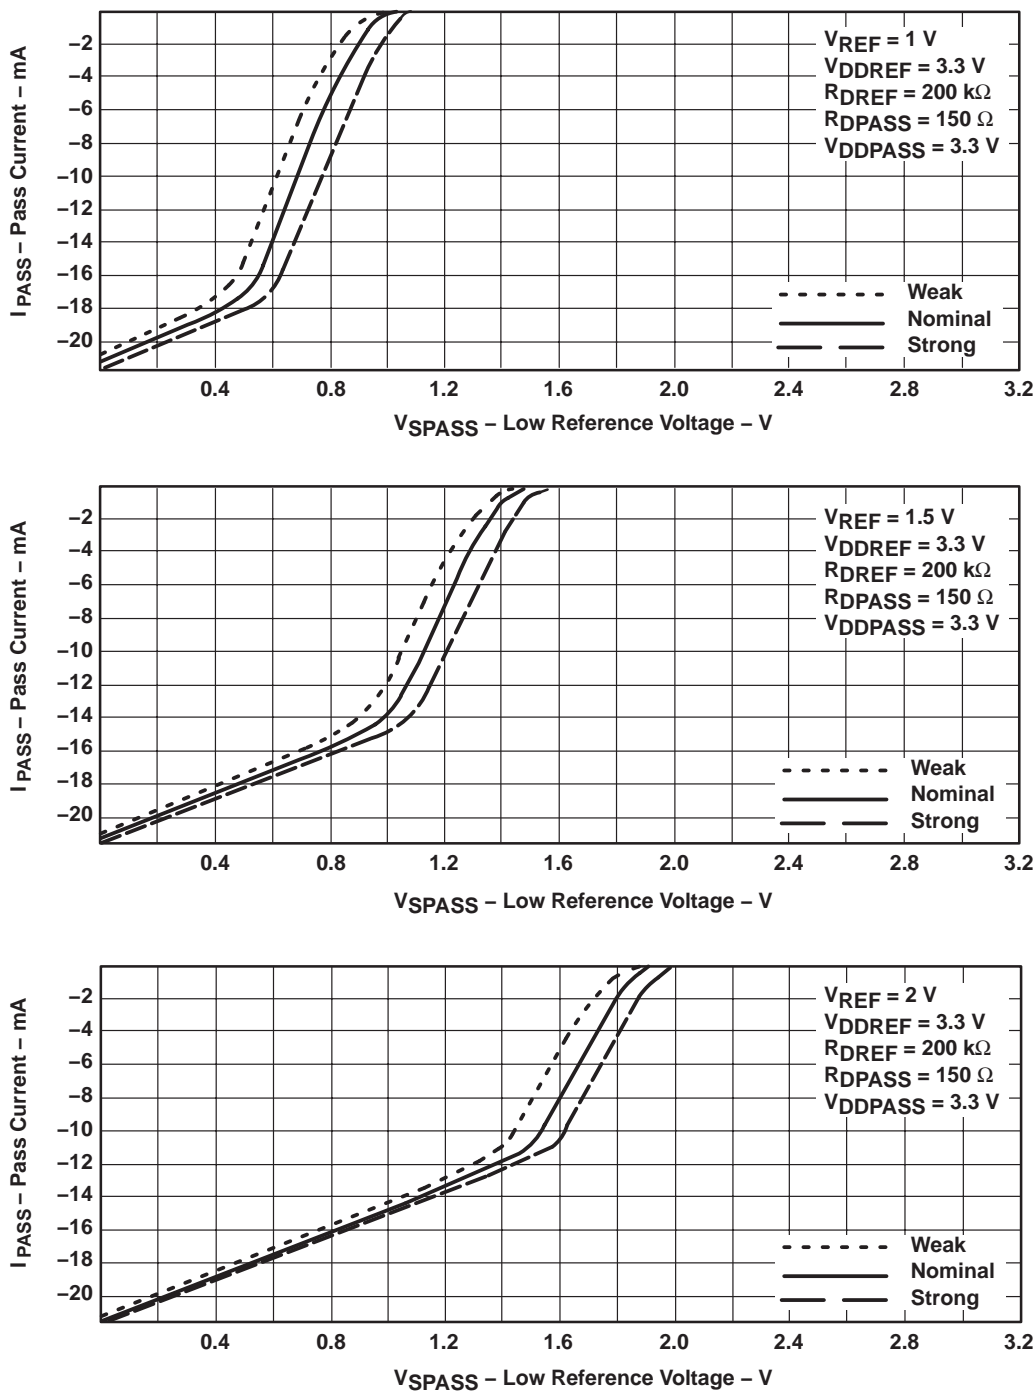 I_PASS – Pass Current – mA
–2
–4
–6
–8
–10
–12
–14
–16
–18
–20
V_REF = 1 V
V_DDREF = 3.3 V
R_DREF = 200 kΩ
R_DPASS = 150 Ω
V_DDPASS = 3.3 V
Weak
Nominal
Strong
0.4 0.8 1.2 1.6 2.0 2.4 2.8 3.2
V_SPASS – Low Reference Voltage – V
I_PASS – Pass Current – mA
–2
–4
–6
–8
–10
–12
–14
–16
–18
–20
V_REF = 1.5 V
V_DDREF = 3.3 V
R_DREF = 200 kΩ
R_DPASS = 150 Ω
V_DDPASS = 3.3 V
Weak
Nominal
Strong
0.4 0.8 1.2 1.6 2.0 2.4 2.8 3.2
V_SPASS – Low Reference Voltage – V
I_PASS – Pass Current – mA
–2
–4
–6
–8
–10
–12
–14
–16
–18
–20
V_REF = 2 V
V_DDREF = 3.3 V
R_DREF = 200 kΩ
R_DPASS = 150 Ω
V_DDPASS = 3.3 V
Weak
Nominal
Strong
0.4 0.8 1.2 1.6 2.0 2.4 2.8 3.2
V_SPASS – Low Reference Voltage – V